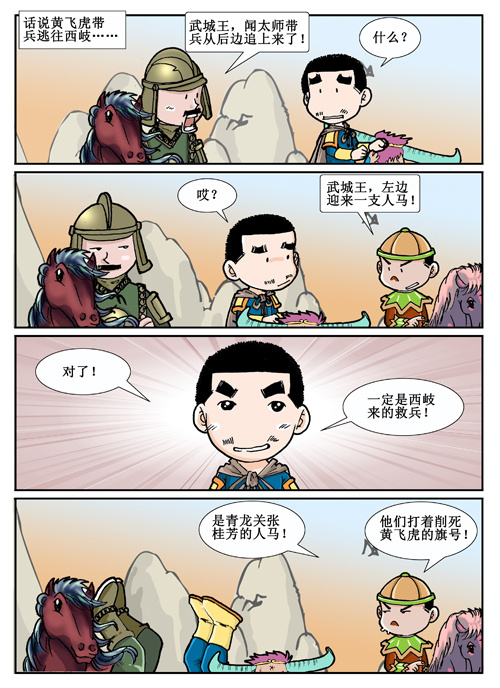 话说黄飞虎带
兵逃往西岐……
武城王，闻太师带
兵从后边追上来了！
什么？
哎？
武城王，左边
迎来一支人马！
对了！
一定是西岐
来的救兵！
是青龙关张
桂芳的人马！
他们打着削死
黄飞虎的旗号！